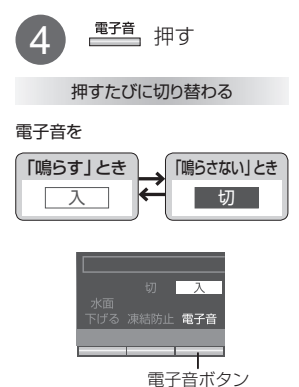 4 電子音 押す
押すたびに切り替わる
電子音を
「鳴らす」とき 「鳴らさない」とき
入 切
切 入
水面
下げる 凍結防止 電子音
電子音ボタン